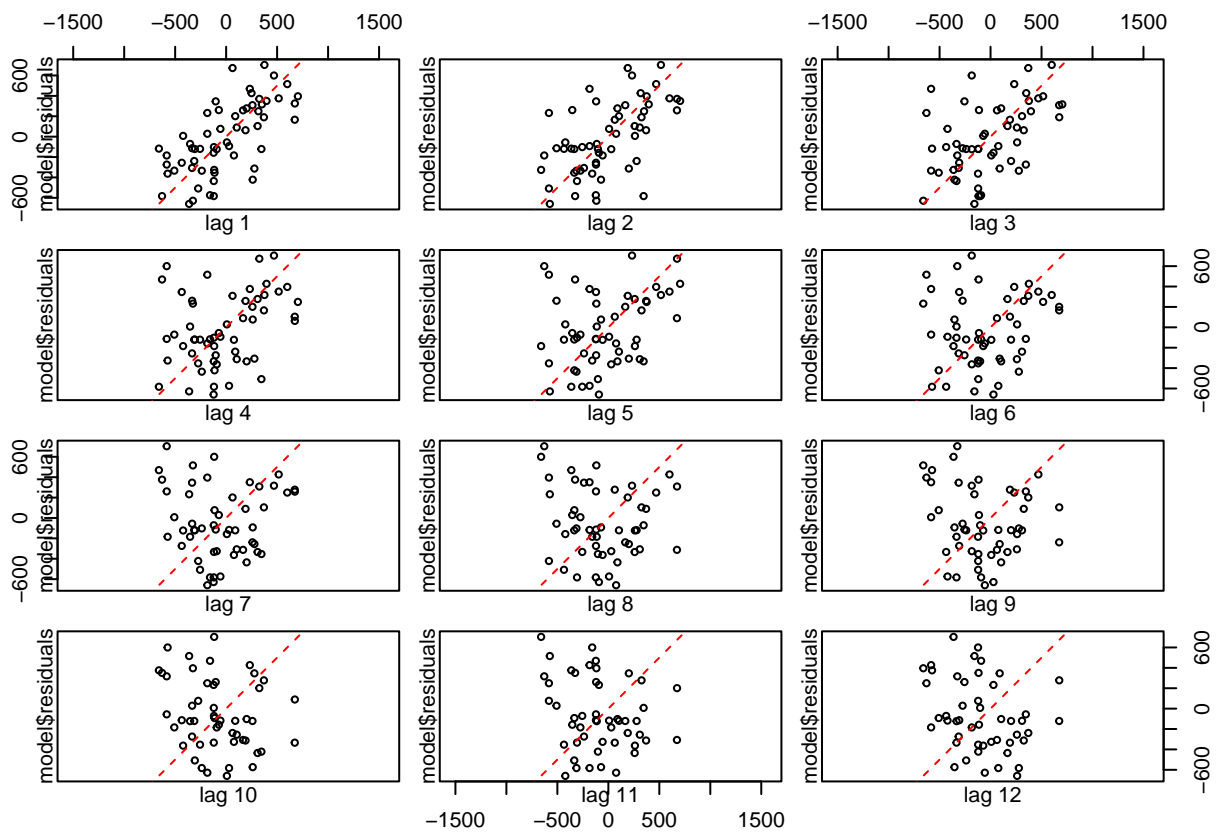 −1500 −500 0 500 1500 −1500 −500 0 500 1500
model$residuals model$residuals model$residuals
−600 0 600
lag 1 lag 2 lag 3
model$residuals model$residuals model$residuals
−600 0 600
lag 4 lag 5 lag 6
model$residuals model$residuals model$residuals
−600 0 600
lag 7 lag 8 lag 9
model$residuals model$residuals model$residuals
−600 0 600
lag 10 lag 11 lag 12
−1500 −500 0 500 1500